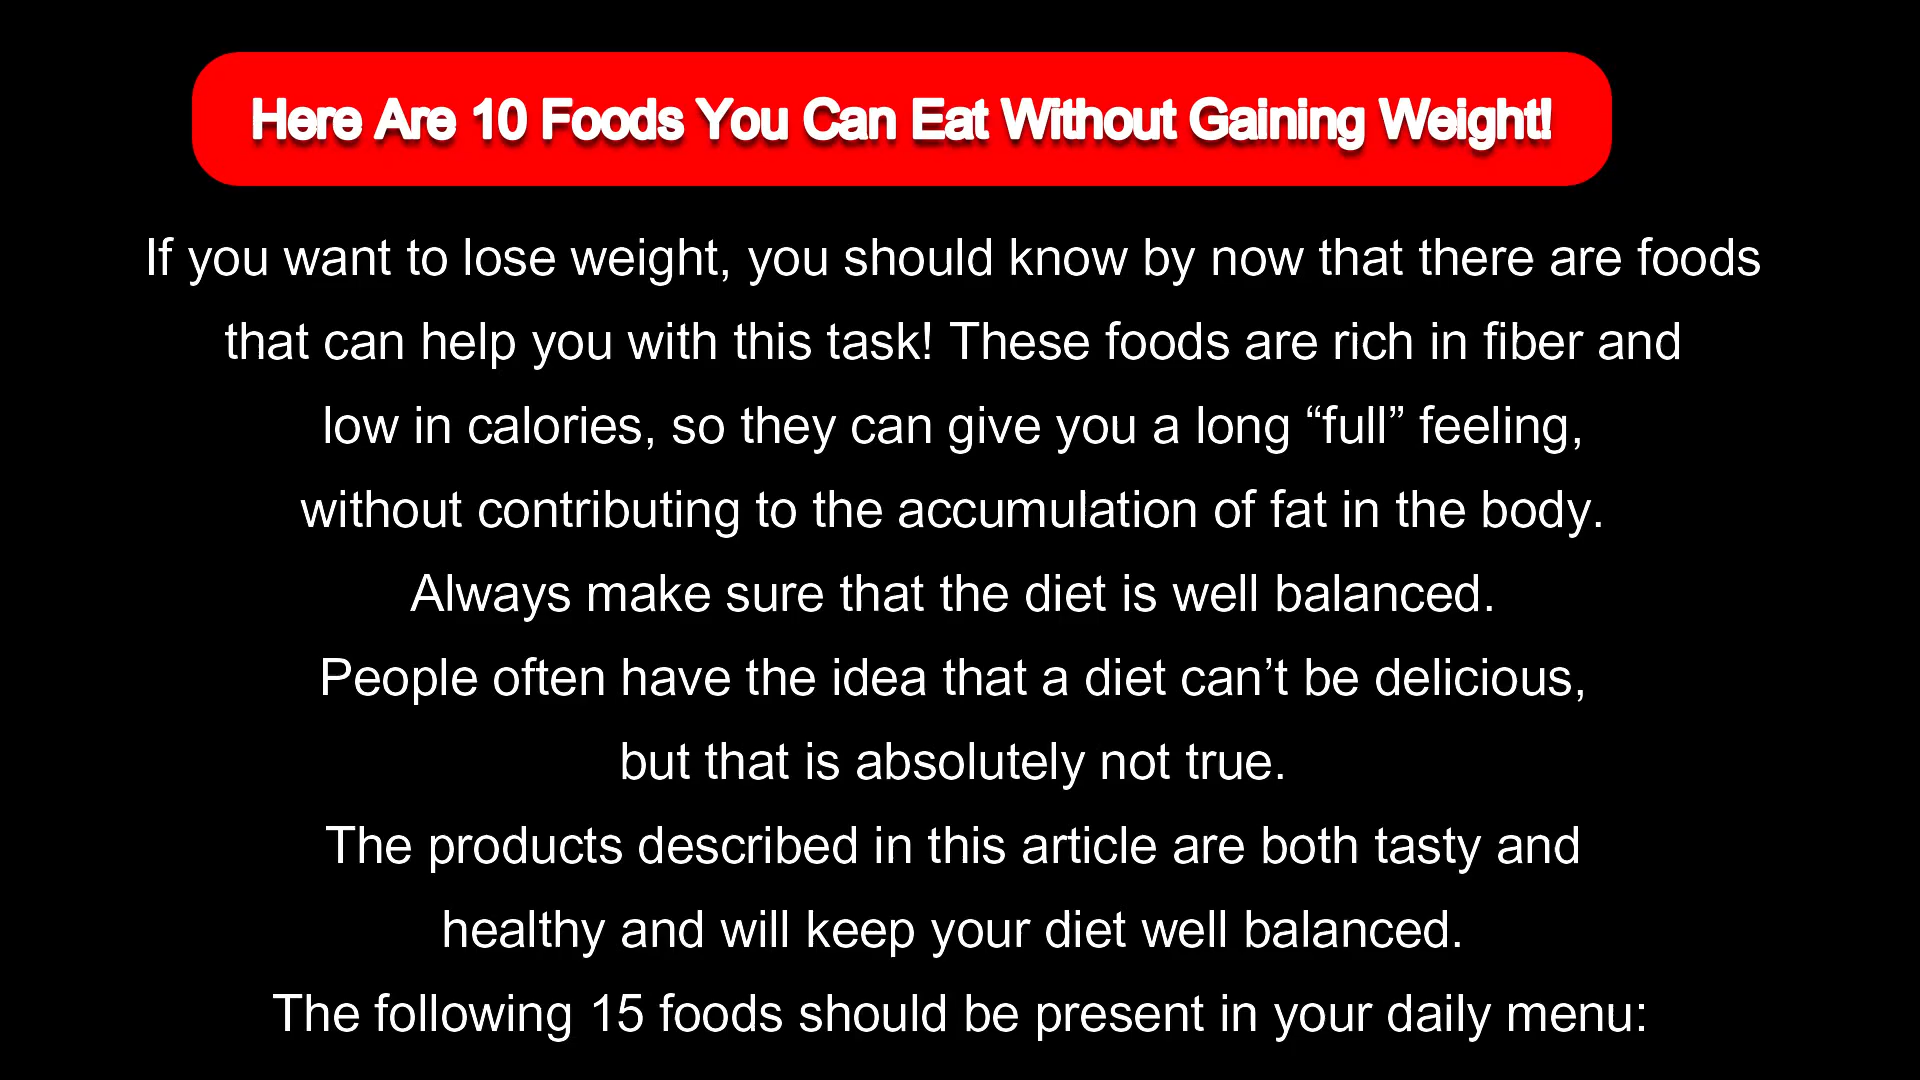 Here Are 10 Foods You Can Eat Without Gaining Weight!
If you want to lose weight, you should know by now that there are foods
that can help you with this task! These foods are rich in fiber and
low in calories, so they can give you a long “full” feeling,
without contributing to the accumulation of fat in the body.
Always make sure that the diet is well balanced.
People often have the idea that a diet can’t be delicious,
but that is absolutely not true.
The products described in this article are both tasty and
healthy and will keep your diet well balanced.
The following 15 foods should be present in your daily menu: